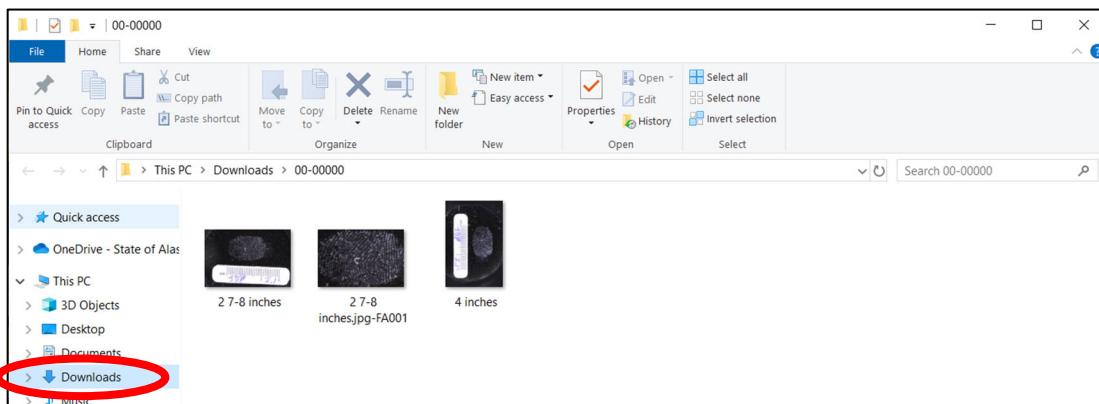 00-00000
File Home Share View
Pin to Quick access
Copy
Paste
Cut
Copy path
Paste shortcut
Clipboard
Move to
Copy to
Delete
Rename
Organize
New folder
New item
Easy access
New
Properties
Open
Edit
History
Open
Select all
Select none
Invert selection
Select
This PC > Downloads > 00-00000
Search 00-00000
Quick access
OneDrive - State of Alas
This PC
3D Objects
Desktop
Documents
Downloads
Music
2 7-8 inches
2 7-8
inches.jpg-FA001
4 inches